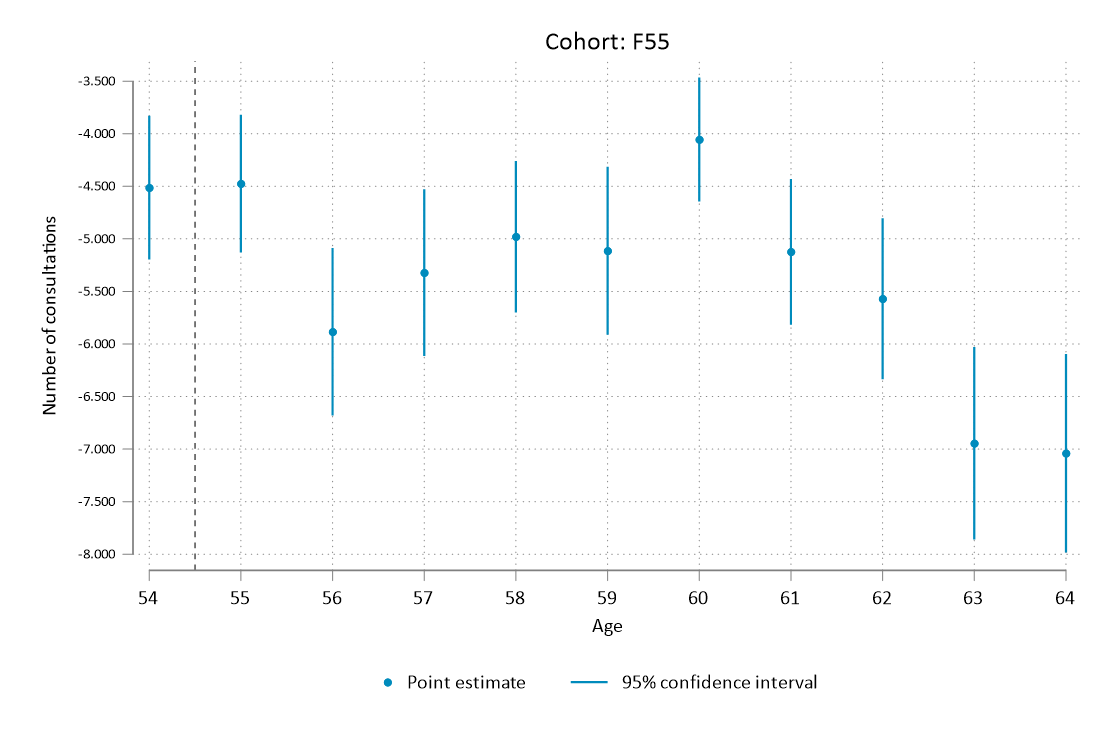 Cohort: F55
-3.500
-4.000
-4.500
-5.000
-5.500
-6.000
-6.500
-7.000
-7.500
-8.000
Number of consultations
54 55 56 57 58 59 60 61 62 63 64
Age
Point estimate 95% confidence interval